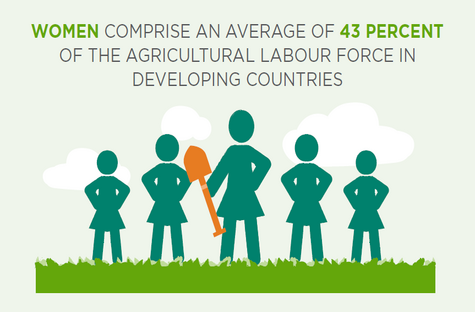 WOMEN COMPRISE AN AVERAGE OF 43 PERCENT
OF THE AGRICULTURAL LABOUR FORCE IN
DEVELOPING COUNTRIES